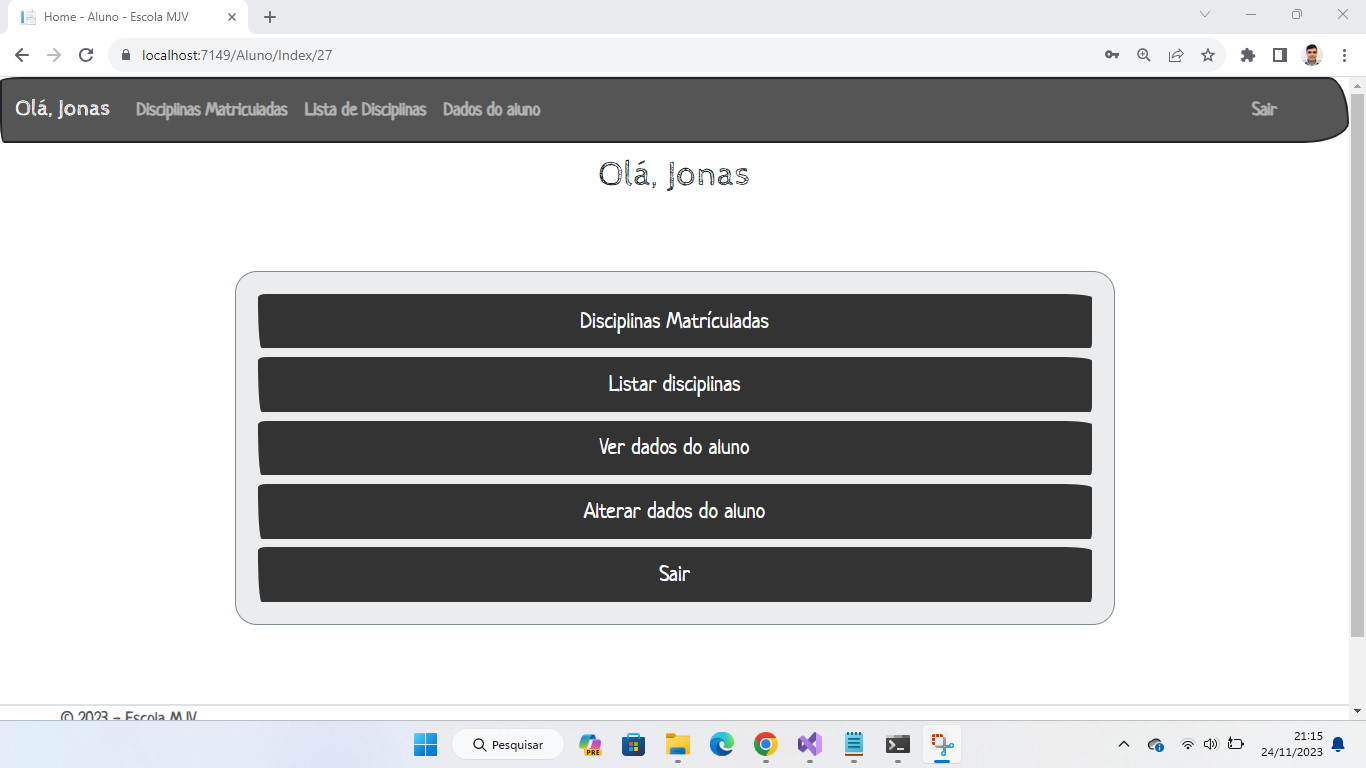 Home - Aluno - Escola MJV
localhost:7149/Aluno/Index/27
Olá, Jonas Disciplinas Matriculadas Lista de Disciplinas Dados do aluno Sair
Olá, Jonas
Disciplinas Matrículadas
Listar disciplinas
Ver dados do aluno
Alterar dados do aluno
Sair
© 2023 - Escola MJV
Pesquisar
PRE
21:15
24/11/2023